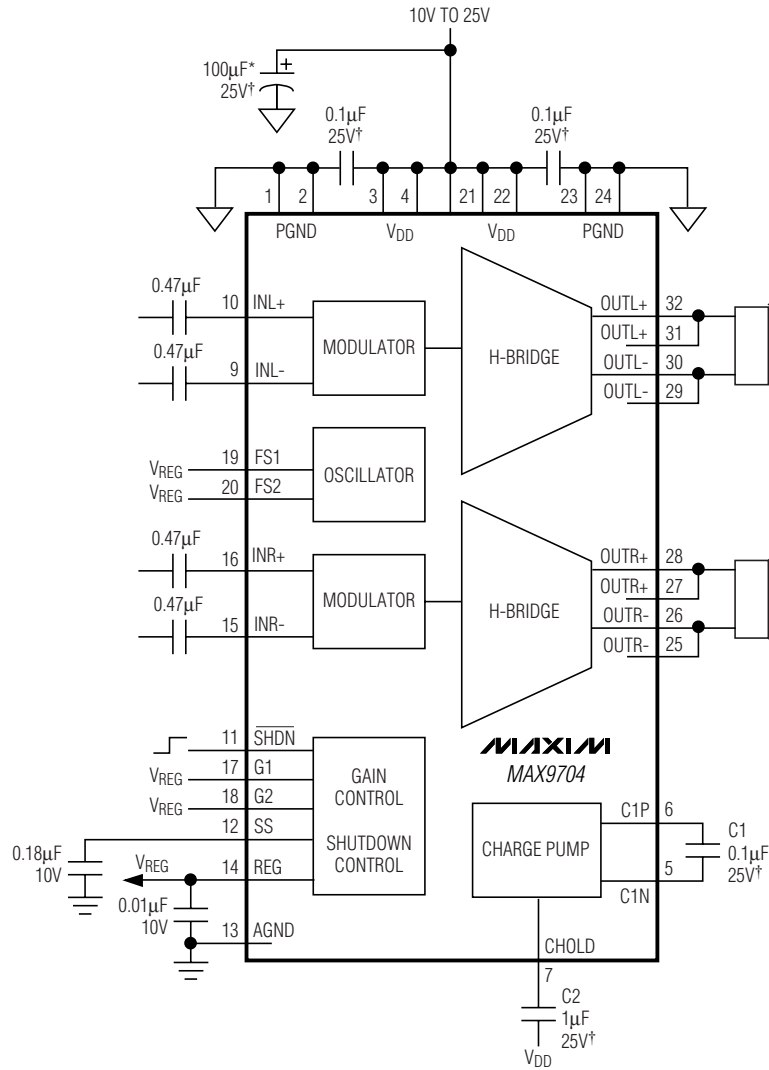 10V TO 25V
100μF*
25V†
+
0.1μF
25V†
0.1μF
25V†
1 2 3 4 21 22 23 24
PGND VDD VDD PGND
0.47μF
10 INL+
0.47μF
9 INL-
MODULATOR
H-BRIDGE
OUTL+ 32
OUTL+ 31
OUTL- 30
OUTL- 29
VREG 19 FS1
VREG 20 FS2
OSCILLATOR
0.47μF
16 INR+
0.47μF
15 INR-
MODULATOR
H-BRIDGE
OUTR+ 28
OUTR+ 27
OUTR- 26
OUTR- 25
11 SHDN
VREG 17 G1
VREG 18 G2
12 SS
GAIN
CONTROL
SHUTDOWN
CONTROL
0.18μF
10V
VREG 14 REG
0.01μF
10V
13 AGND
MAXIM
MAX9704
CHARGE PUMP
C1P 6
C1
0.1μF
25V†
5
C1N
CHOLD
7
C2
1μF
25V†
VDD